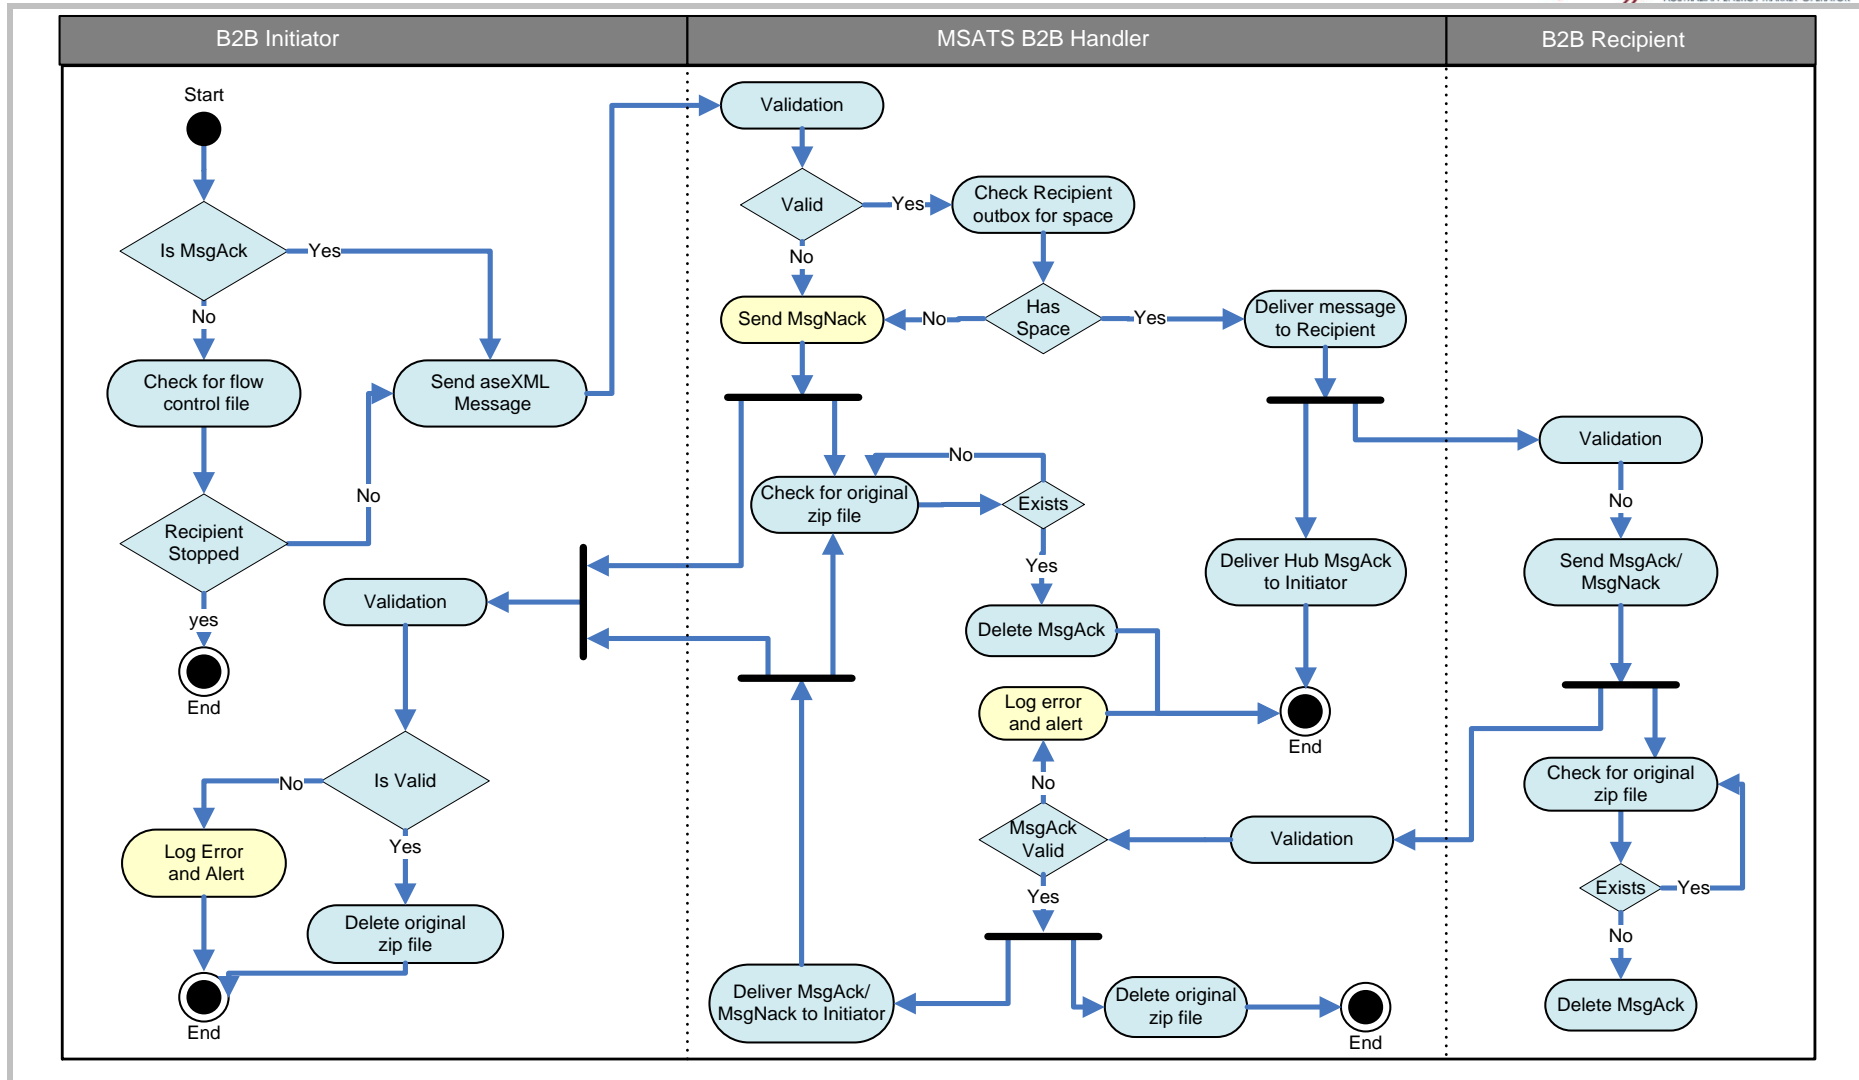 B2B Initiator
MSATS B2B Handler
B2B Recipient
Start
Is MsgAck
Yes
No
Check for flow
control file
Send aseXML
Message
No
Recipient
Stopped
yes
End
Validation
Is Valid
No
Yes
Log Error
and Alert
Delete original
zip file
End
Validation
Valid
Yes
Check Recipient
outbox for space
No
Send MsgNack
No
Has
Space
Yes
Deliver message
to Recipient
No
Check for original
zip file
Exists
Yes
Delete MsgAck
Deliver Hub MsgAck
to Initiator
Log error
and alert
End
No
MsgAck
Valid
Validation
Yes
Deliver MsgAck/
MsgNack to Initiator
Delete original
zip file
End
Validation
No
Send MsgAck/
MsgNack
Check for original
zip file
Exists
Yes
No
Delete MsgAck